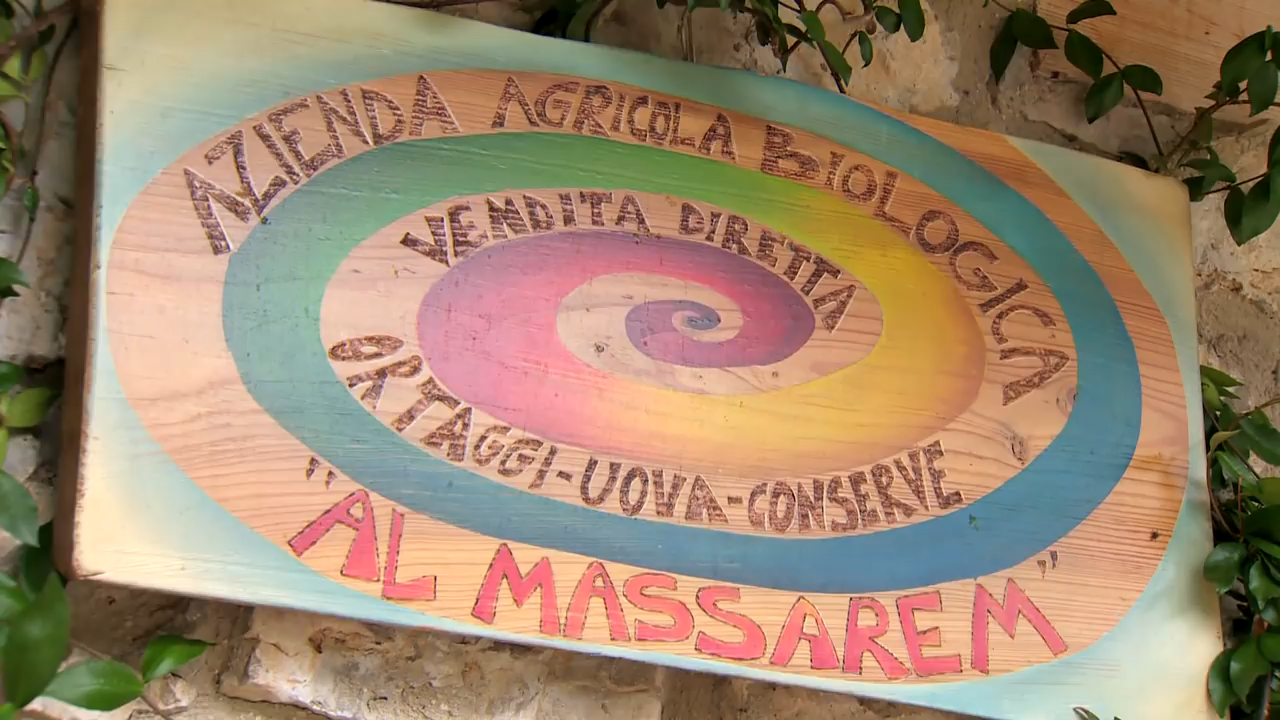 AZIENDA AGRICOLA BIOLOGICA
VENDITA DIRETTA
ORTAGGI-UOVA-CONSERVE
"AL MASSAREM"